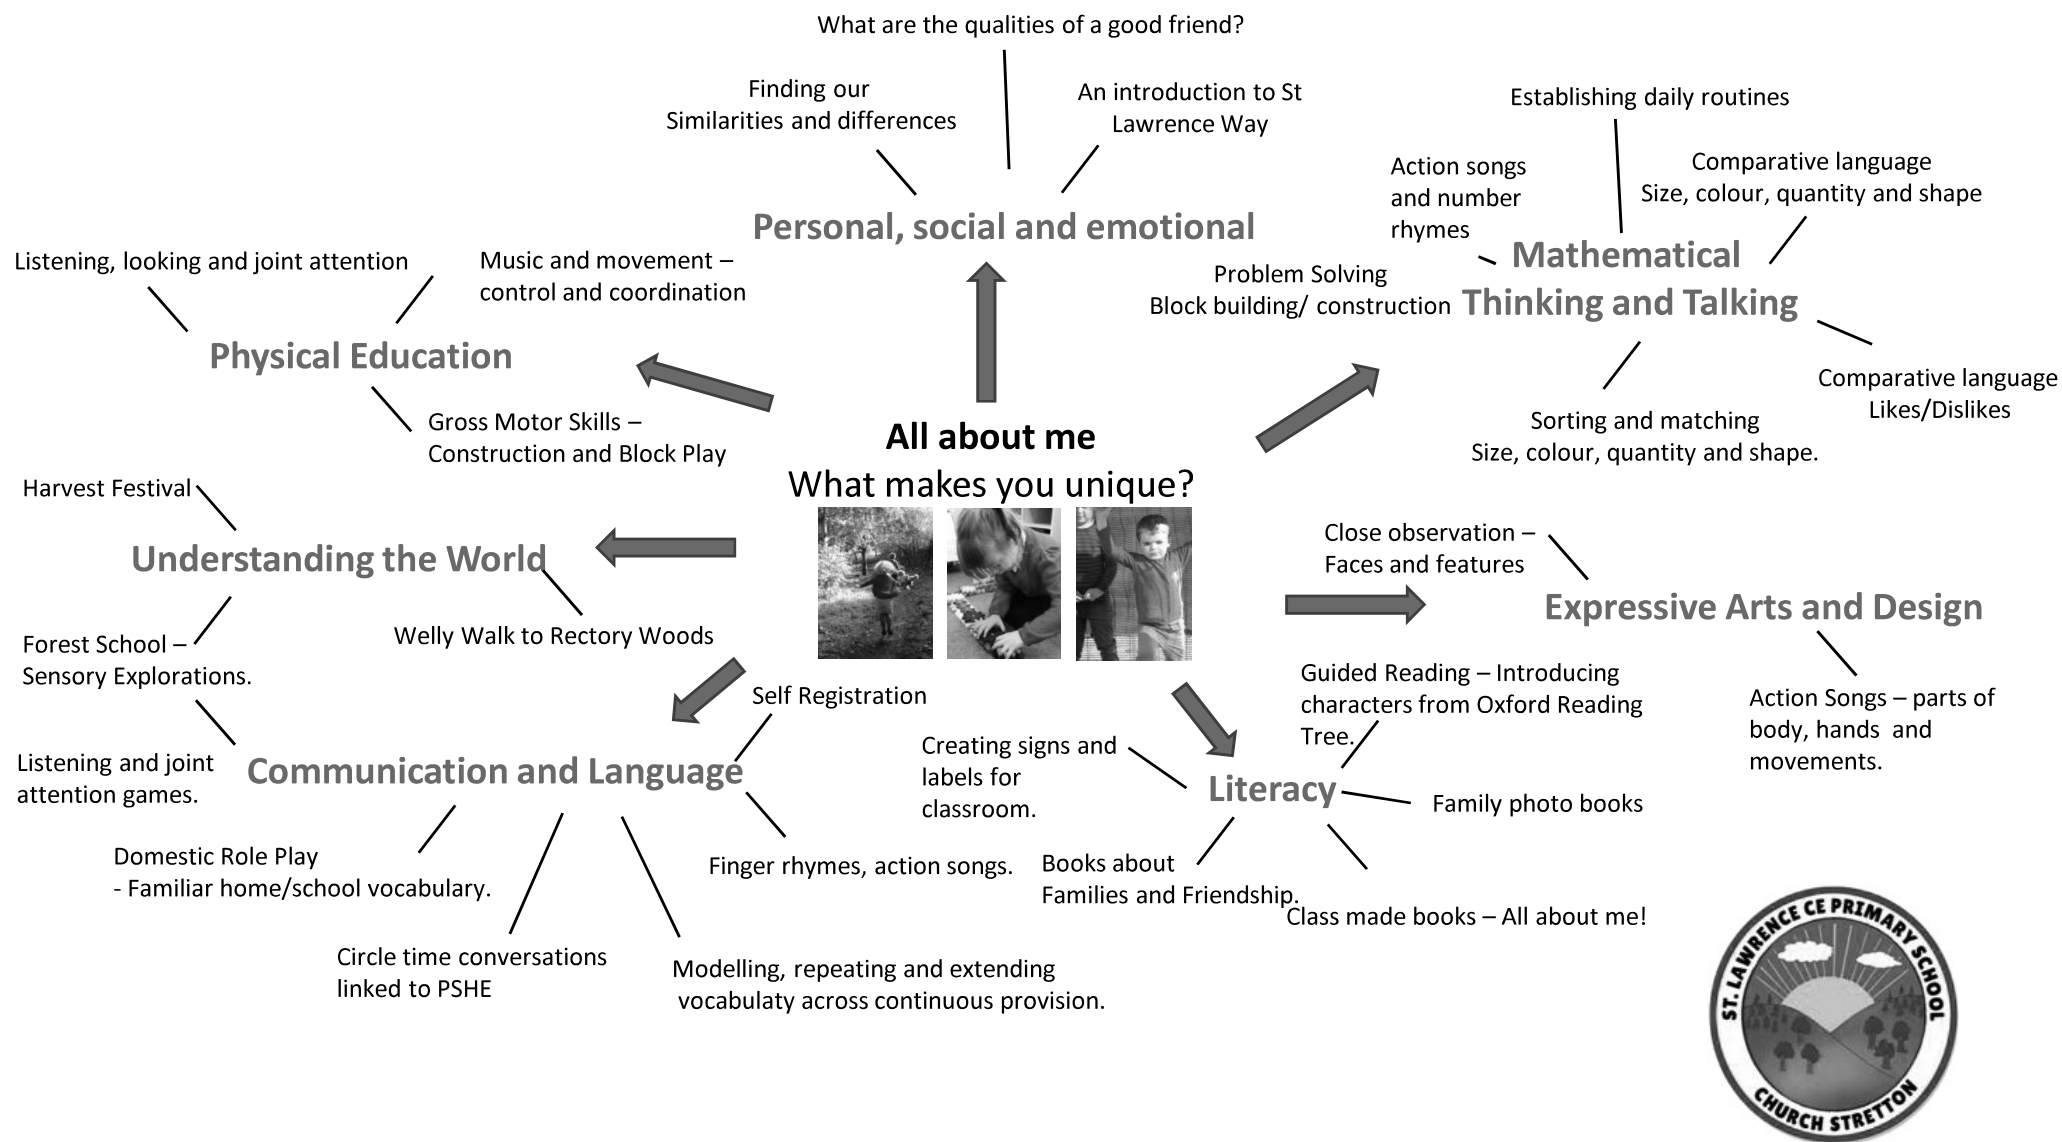 What are the qualities of a good friend?
Finding our
Similarities and differences
An introduction to St
Lawrence Way
Personal, social and emotional
Establishing daily routines
Action songs
and number
rhymes
Comparative language
Size, colour, quantity and shape
Problem Solving
Block building/ construction
Mathematical
Thinking and Talking
Comparative language
Likes/Dislikes
Sorting and matching
Size, colour, quantity and shape.
Listening, looking and joint attention
Music and movement –
control and coordination
Physical Education
Gross Motor Skills –
Construction and Block Play
All about me
What makes you unique?
Harvest Festival
Understanding the World
Forest School –
Sensory Explorations.
Welly Walk to Rectory Woods
Close observation –
Faces and features
Expressive Arts and Design
Action Songs – parts of
body, hands and
movements.
Self Registration
Listening and joint
attention games.
Communication and Language
Domestic Role Play
- Familiar home/school vocabulary.
Finger rhymes, action songs.
Circle time conversations
linked to PSHE
Modelling, repeating and extending
vocabulaty across continuous provision.
Guided Reading – Introducing
characters from Oxford Reading
Tree.
Creating signs and
labels for
classroom.
Literacy
Family photo books
Books about
Families and Friendship.
Class made books – All about me!
ST. LAWRENCE CE PRIMARY SCHOOL
CHURCH STRETTON